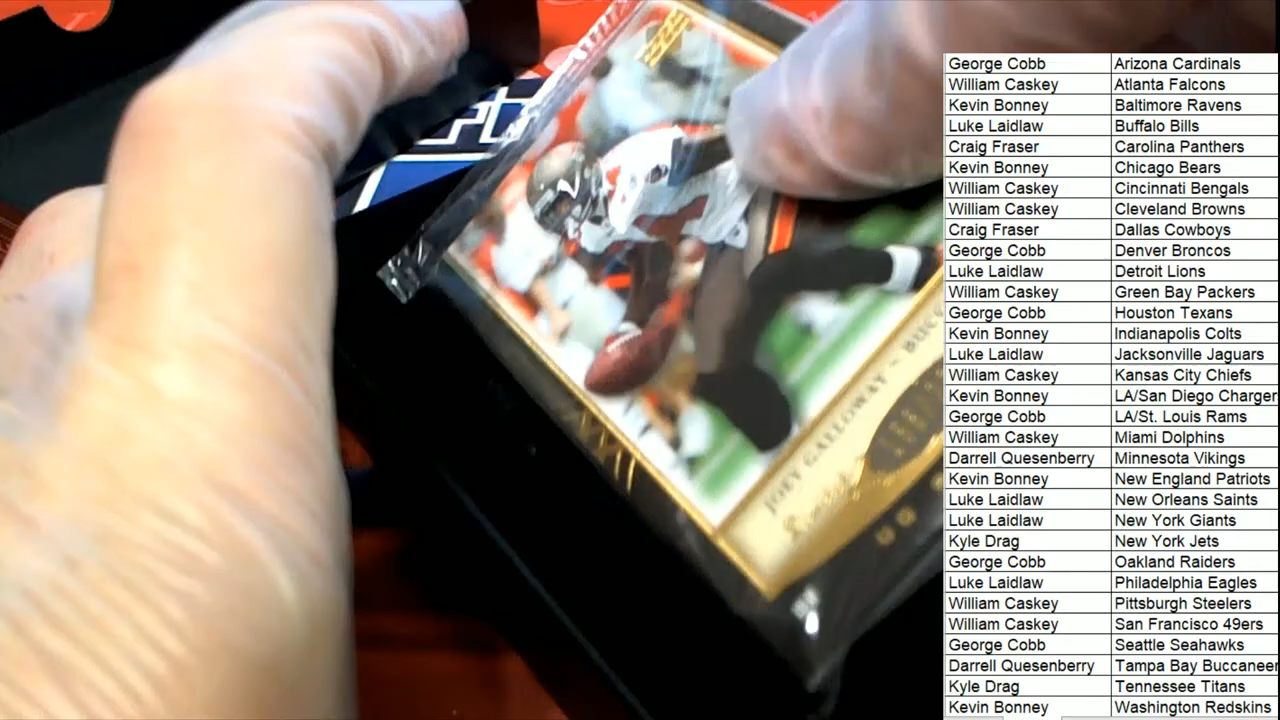 George Cobb Arizona Cardinals
William Caskey Atlanta Falcons
Kevin Bonney Baltimore Ravens
Luke Laidlaw Buffalo Bills
Craig Fraser Carolina Panthers
Kevin Bonney Chicago Bears
William Caskey Cincinnati Bengals
William Caskey Cleveland Browns
Craig Fraser Dallas Cowboys
George Cobb Denver Broncos
Luke Laidlaw Detroit Lions
William Caskey Green Bay Packers
George Cobb Houston Texans
Kevin Bonney Indianapolis Colts
Luke Laidlaw Jacksonville Jaguars
William Caskey Kansas City Chiefs
Kevin Bonney LA/San Diego Charger
George Cobb LA/St. Louis Rams
William Caskey Miami Dolphins
Darrell Quesenberry Minnesota Vikings
Kevin Bonney New England Patriots
Luke Laidlaw New Orleans Saints
Luke Laidlaw New York Giants
Kyle Drag New York Jets
George Cobb Oakland Raiders
Luke Laidlaw Philadelphia Eagles
William Caskey Pittsburgh Steelers
William Caskey San Francisco 49ers
George Cobb Seattle Seahawks
Darrell Quesenberry Tampa Bay Buccaneer
Kyle Drag Tennessee Titans
Kevin Bonney Washington Redskins
JOEY GALLOWAY ~ BUCC